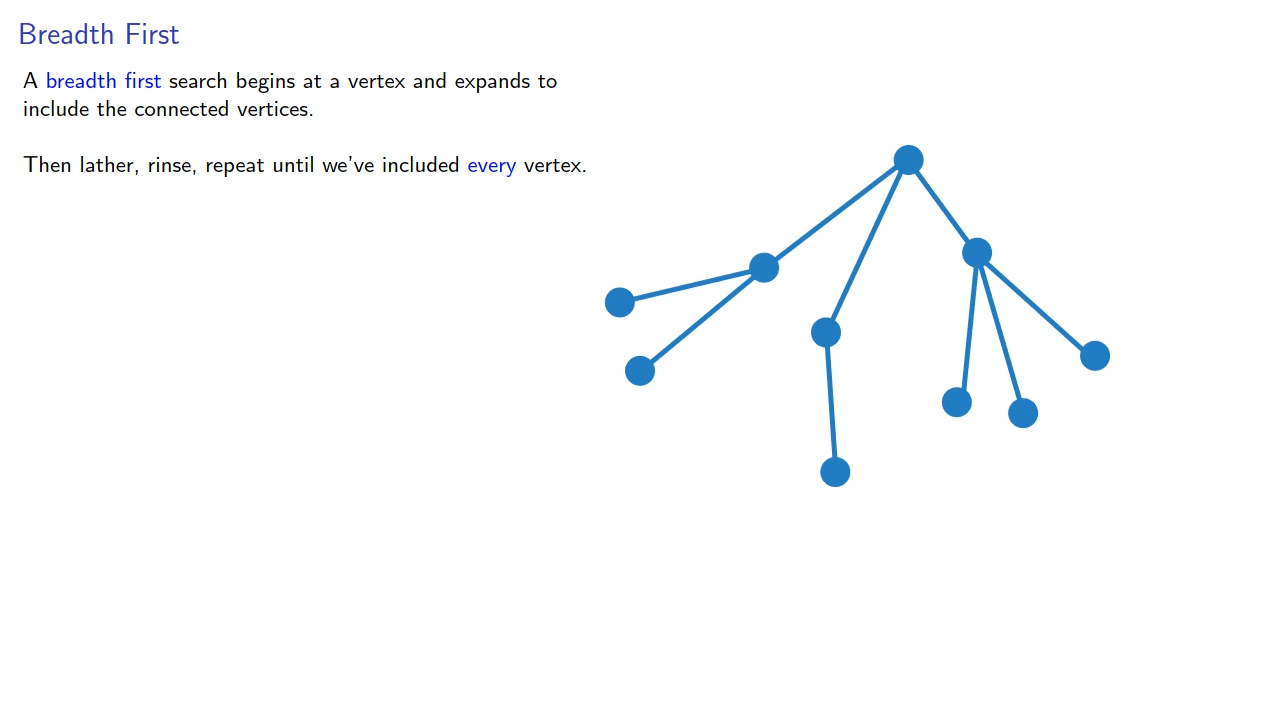 Breadth First
A breadth first search begins at a vertex and expands to
include the connected vertices.
Then lather, rinse, repeat until we've included every vertex.